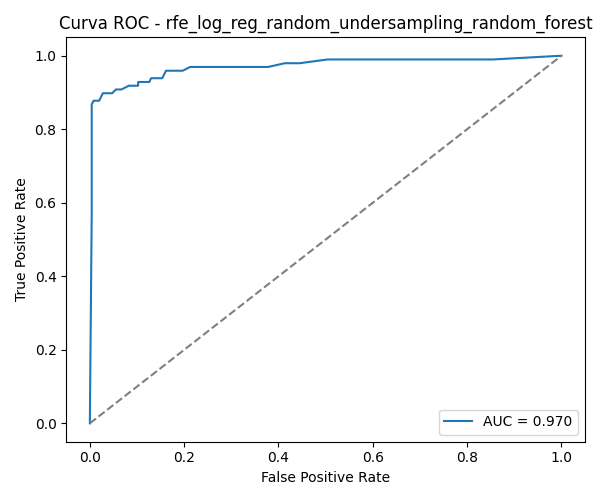 Curva ROC - rfe_log_reg_random_undersampling_random_forest
1.0
0.8
0.6
0.4
0.2
0.0
True Positive Rate
AUC = 0.970
0.0 0.2 0.4 0.6 0.8 1.0
False Positive Rate